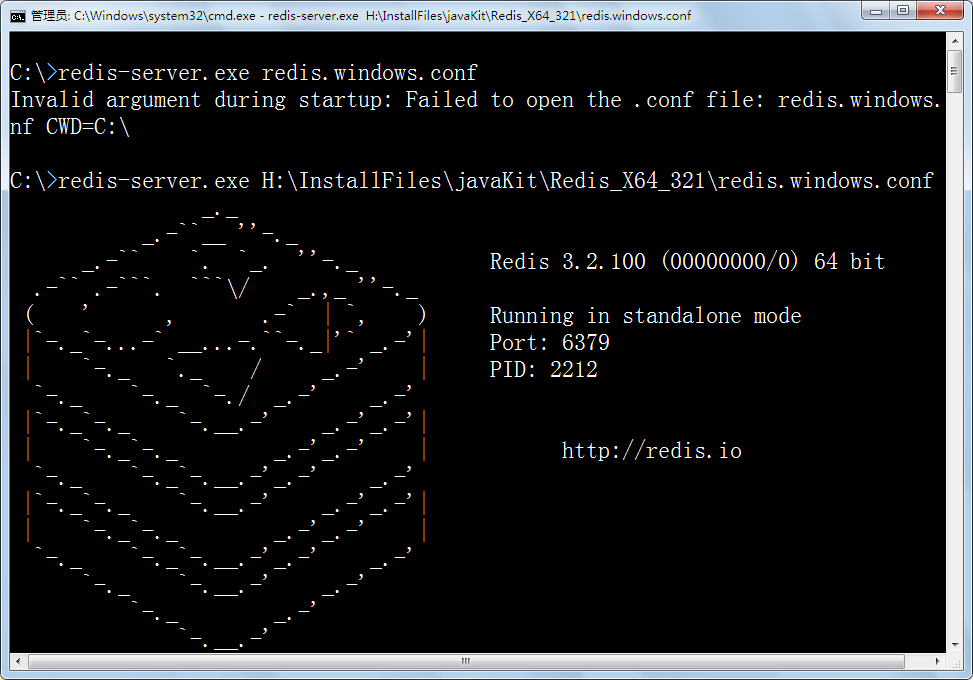 管理员: C:\Windows\system32\cmd.exe - redis-server.exe  H:\InstallFiles\javaKit\Redis_X64_321\redis.windows.conf
C:\>redis-server.exe redis.windows.conf
Invalid argument during startup: Failed to open the .conf file: redis.windows.
nf CWD=C:\
C:\>redis-server.exe H:\InstallFiles\javaKit\Redis_X64_321\redis.windows.conf
Redis 3.2.100 (00000000/0) 64 bit
Running in standalone mode
Port: 6379
PID: 2212
http://redis.io